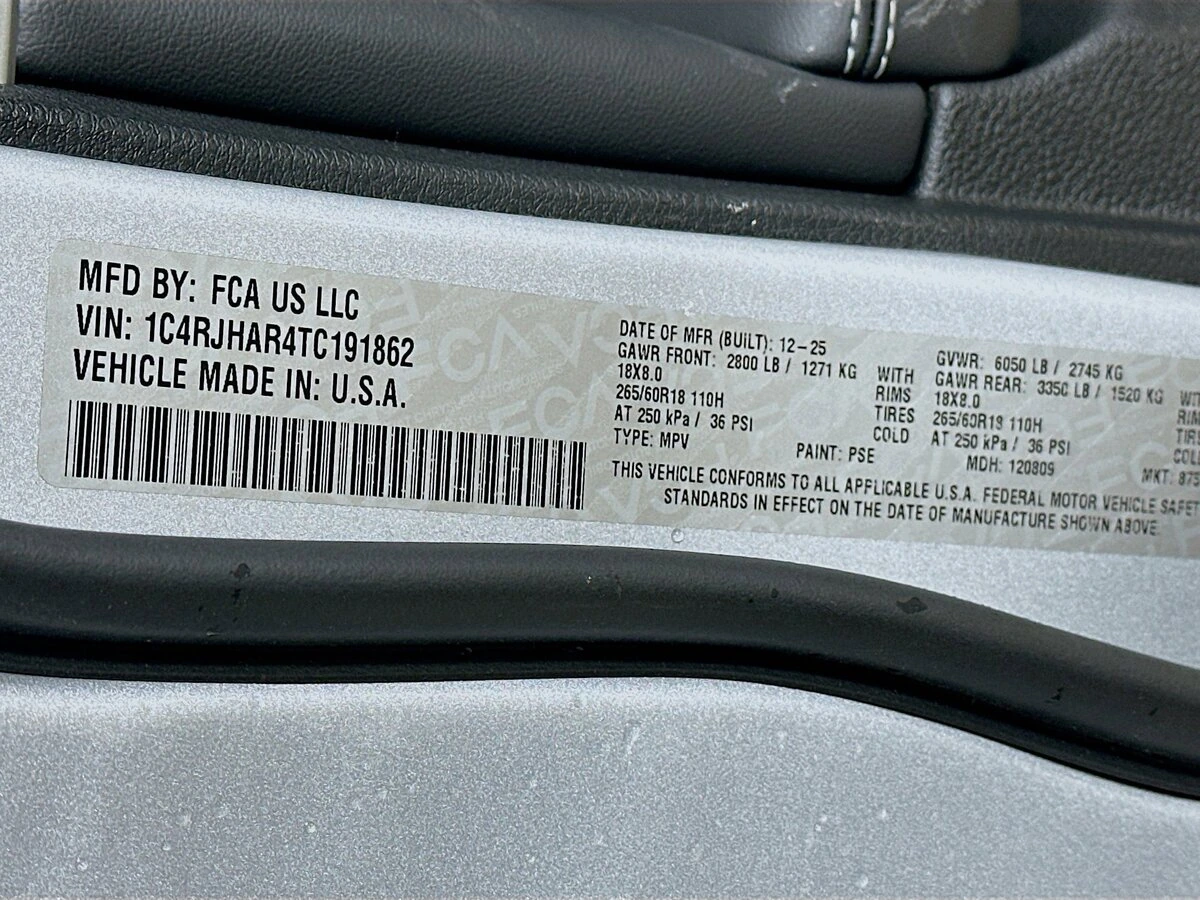 MFD BY: FCA US LLC
VIN: 1C4RJHAR4TC191862
VEHICLE MADE IN: U.S.A.
DATE OF MFR (BUILT): 12-25 GVWR: 6050 LB / 2745 KG
GAWR FRONT: 2800 LB / 1271 KG WITH GAWR REAR: 3350 LB / 1520 KG
18X8.0 RIMS 18X8.0
265/60R18 110H TIRES 265/60R18 110H
AT 250 kPa / 36 PSI COLD AT 250 kPa / 36 PSI
TYPE: MPV PAINT: PSE MDH: 120809 MKT:
THIS VEHICLE CONFORMS TO ALL APPLICABLE U.S.A. FEDERAL MOTOR VEHICLE
STANDARDS IN EFFECT ON THE DATE OF MANUFACTURE SHOWN ABOVE.